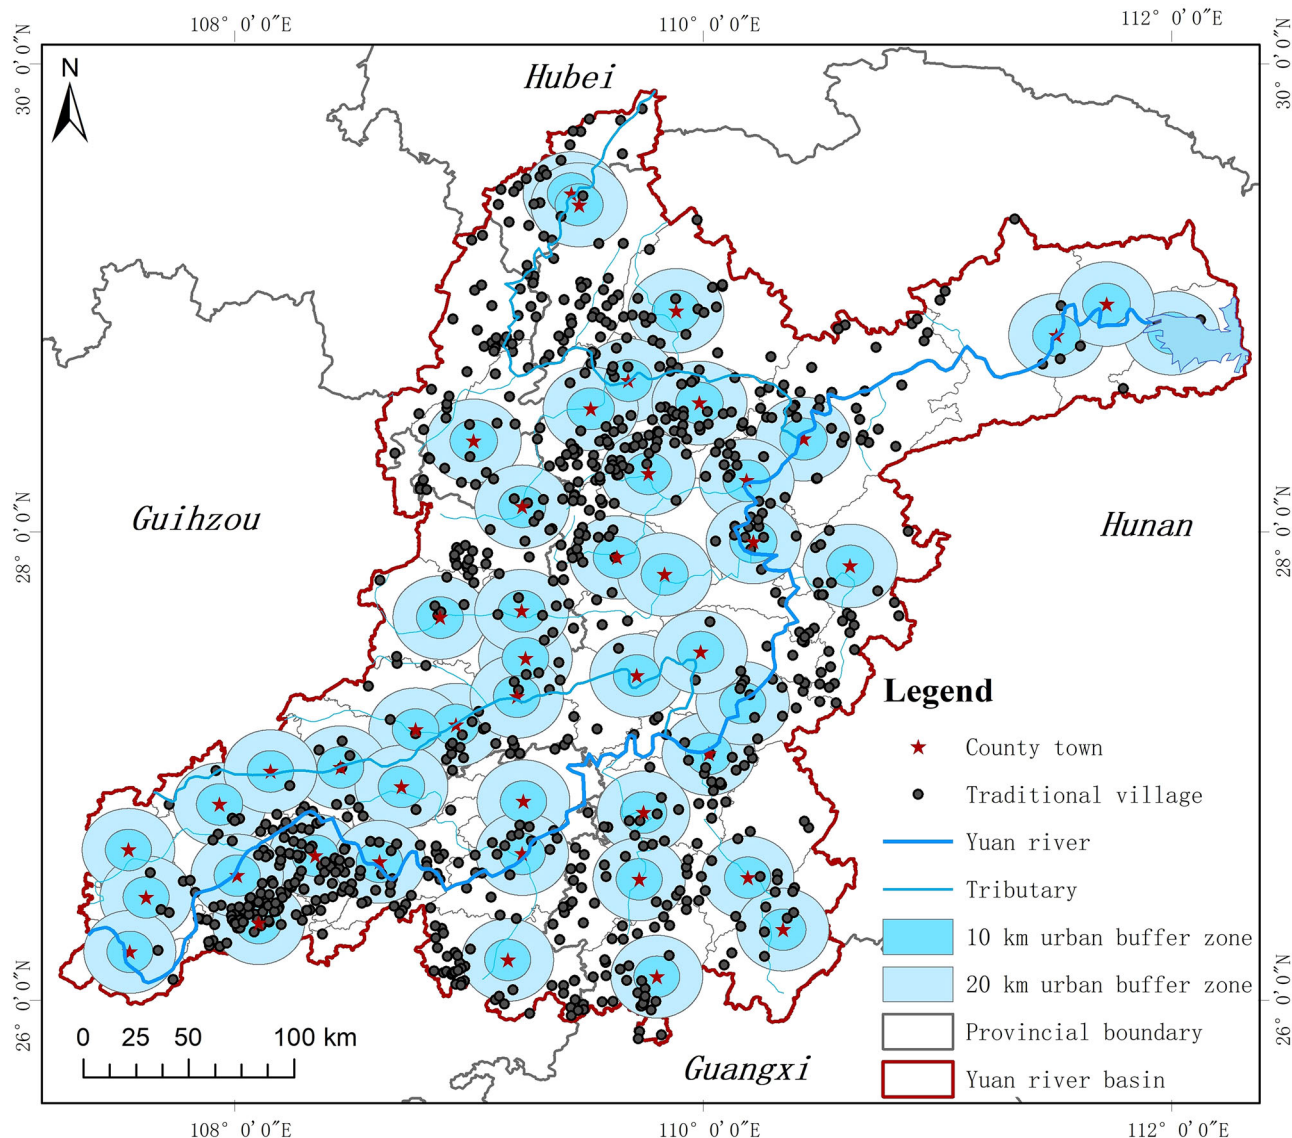 108° 0′0″E 110° 0′0″E 112° 0′0″E
30° 0′0″N
30° 0′0″N
N
Hubei
Guihzou
Hunan
28° 0′0″N
28° 0′0″N
Legend
County town
Traditional village
Yuan river
Tributary
10 km urban buffer zone
20 km urban buffer zone
Provincial boundary
Yuan river basin
26° 0′0″N
26° 0′0″N
0 25 50 100 km
Guangxi
108° 0′0″E 110° 0′0″E 112° 0′0″E